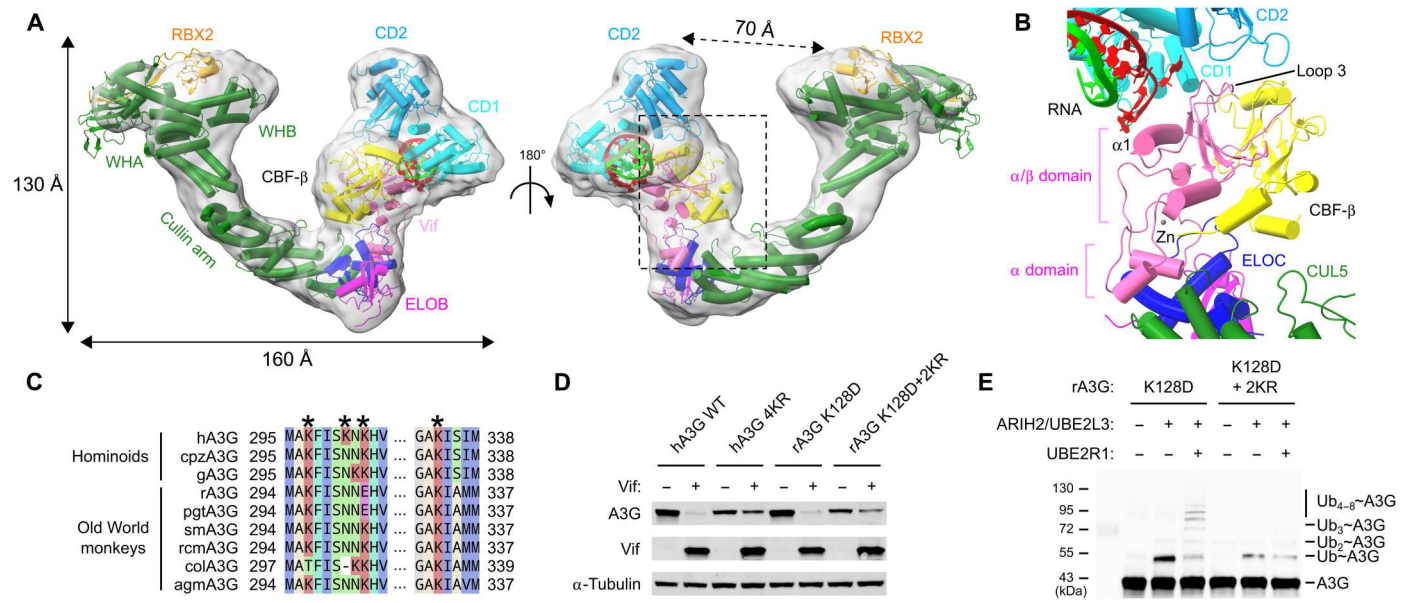 A
RBX2
WHB
WHA
Cullin arm
130 Å
160 Å
CD2
CD1
CBF-β
Vif
ELOB
180°
CD2
70 Å
RBX2
B
CD2
CD1
Loop 3
RNA
α1
α/β domain
CBF-β
Zn
ELOC
α domain
CUL5
C
* * * *
Hominoids
hA3G 295 MAKFISKNKHV ... GAKISIM 338
cpzA3G 295 MAKFISNNKHV ... GAKISIM 338
gA3G 295 MAKFISNKKHV ... GAKISIM 338
Old World
monkeys
rA3G 294 MAKFISNNEHV ... GAKIAMM 337
pgtA3G 294 MAKFISNNEHV ... GAKIAMM 337
smA3G 294 MAKFISNNKHV ... GAKIAMM 337
rcmA3G 294 MAKFISNNKHV ... GAKIAMM 337
colA3G 297 MATFIS-KKHV ... GAKIAMM 339
agmA3G 294 MAKFISNNKHV ... GAKIAVM 337
D
hA3G WT
hA3G 4KR
rA3G K128D
rA3G K128D+2KR
Vif: – + – + – + – +
A3G
Vif
α-Tubulin
E
rA3G: K128D
K128D
+ 2KR
ARIH2/UBE2L3: – + + – + +
UBE2R1: – – + – – +
130
95
72
55
43
(kDa)
Ub4–8~A3G
Ub3~A3G
Ub2~A3G
Ub~A3G
A3G